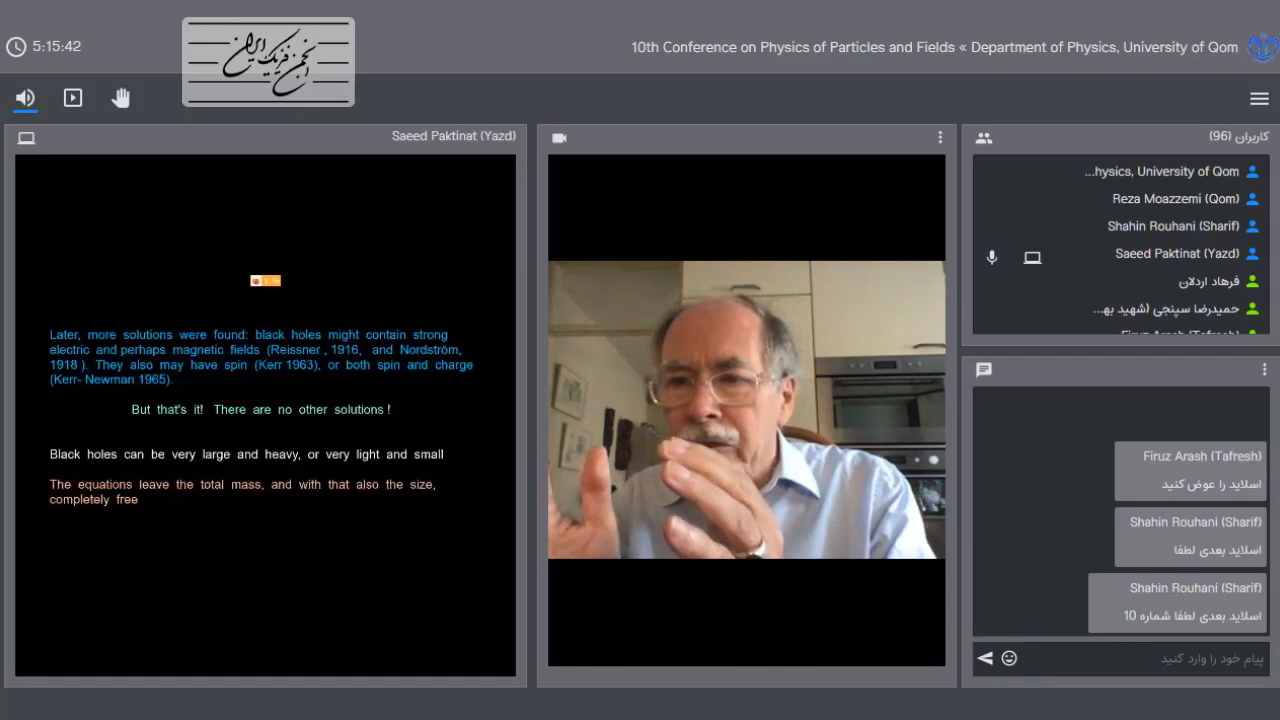 5:15:42
انجمن فیزیک ایران
10th Conference on Physics of Particles and Fields « Department of Physics, University of Qom
Saeed Paktinat (Yazd)
Later, more solutions were found: black holes might contain strong
electric and perhaps magnetic fields (Reissner , 1916, and Nordström,
1918 ). They also may have spin (Kerr 1963), or both spin and charge
(Kerr- Newman 1965).
But that's it! There are no other solutions !
Black holes can be very large and heavy, or very light and small
The equations leave the total mass, and with that also the size,
completely free
کاربران (96)
...hysics, University of Qom
Reza Moazzemi (Qom)
Shahin Rouhani (Sharif)
Saeed Paktinat (Yazd)
فرهاد اردلان
حمیدرضا سپنجی (شهید به...
Firuz Arash (Tafresh)
Firuz Arash (Tafresh)
اسلاید را عوض کنید
Shahin Rouhani (Sharif)
اسلاید بعدی لطفا
Shahin Rouhani (Sharif)
اسلاید بعدی لطفا شماره 10
پیام خود را وارد کنید